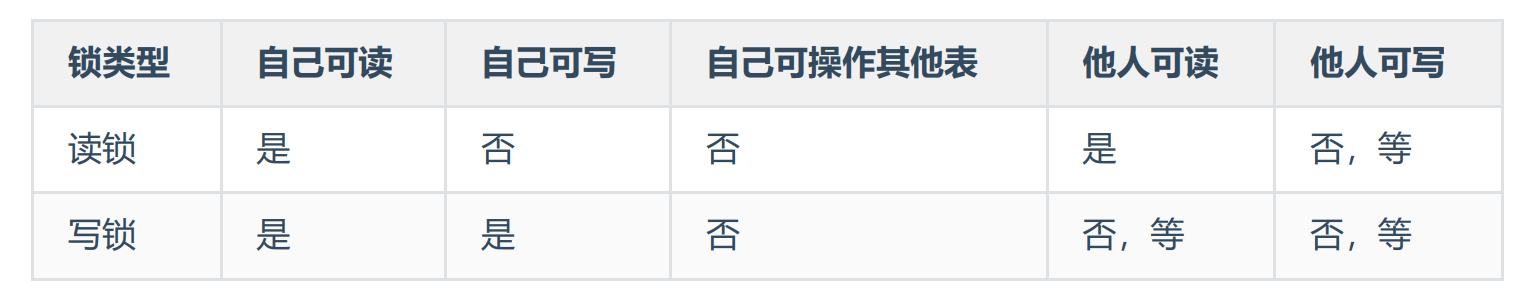 锁类型 自己可读 自己可写 自己可操作其他表 他人可读 他人可写
读锁 是 否 否 是 否，等
写锁 是 是 否 否，等 否，等